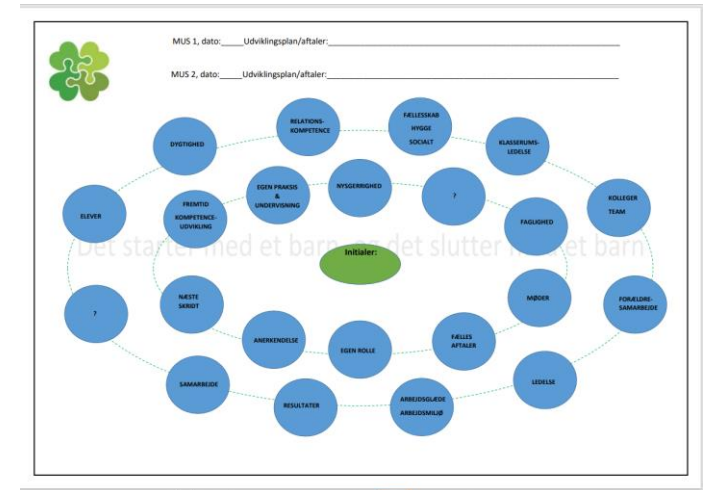 MUS 1, dato:_____Udviklingsplan/aftaler:_______________________________________________
MUS 2, dato:_____Udviklingsplan/aftaler:_______________________________________________
FÆLLESSKAB
HYGGE
SOCIALT
RELATIONS-
KOMPETENCE
DYGTIGHED
KLASSERUMS-
LEDELSE
EGEN PRAKSIS
&
UNDERVISNING
NYSGERRIGHED
?
ELEVER
FREMTID
KOMPETENCE-
UDVIKLING
FAGLIGHED
KOLLEGER
TEAM
Det starter med et barn og det slutter med et barn
Initialer:
?
NÆSTE
SKRIDT
MØDER
FORÆLDRE-
SAMARBEJDE
ANERKENDELSE
EGEN ROLLE
FÆLLES
AFTALER
SAMARBEJDE
RESULTATER
ARBEJDSGLÆDE
ARBEJDSMILJØ
LEDELSE